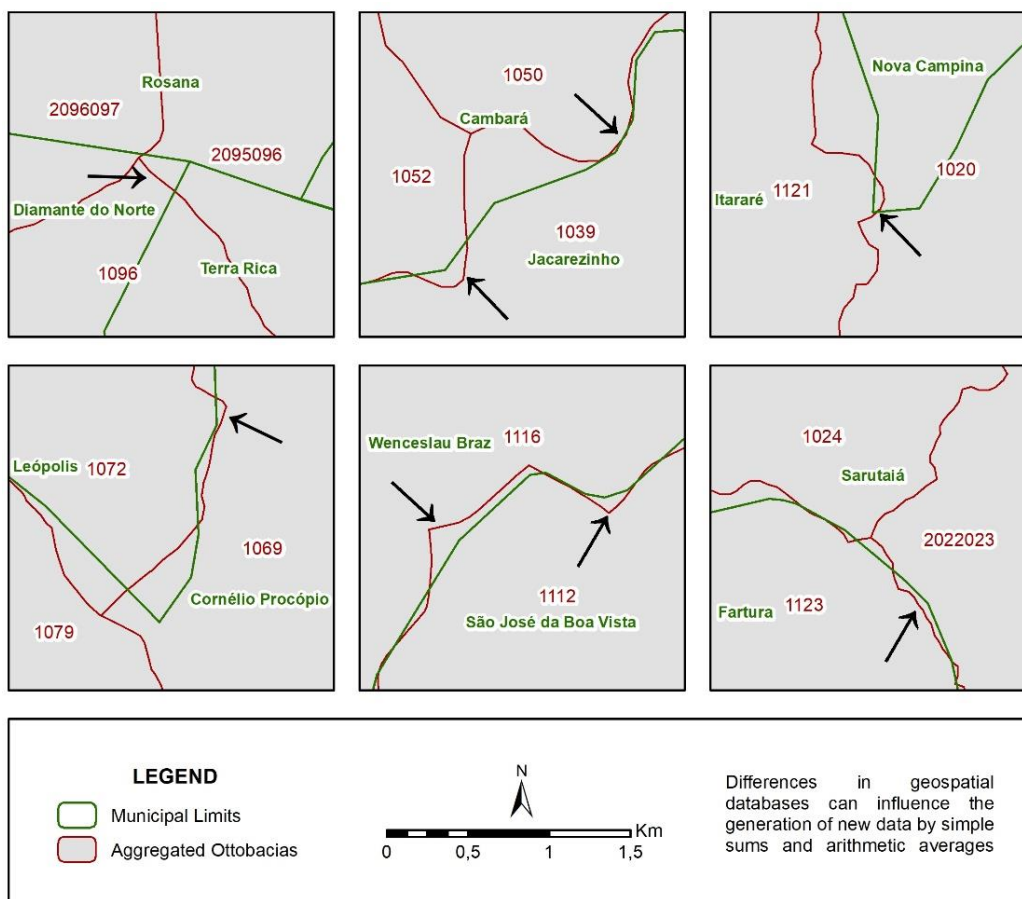 Rosana
2096097
2095096
Diamante do Norte
1096
Terra Rica
1050
Cambará
1052
1039
Jacarezinho
Nova Campina
1020
1121
Itararé
Leópolis
1072
1069
Cornélio Procópio
1079
Wenceslau Braz
1116
1112
São José da Boa Vista
1024
Sarutaiá
2022023
1123
Fartura
LEGEND
Municipal Limits
Aggregated Ottobacias
N
Km
0 0,5 1 1,5
Differences in geospatial
databases can influence the
generation of new data by simple
sums and arithmetic averages